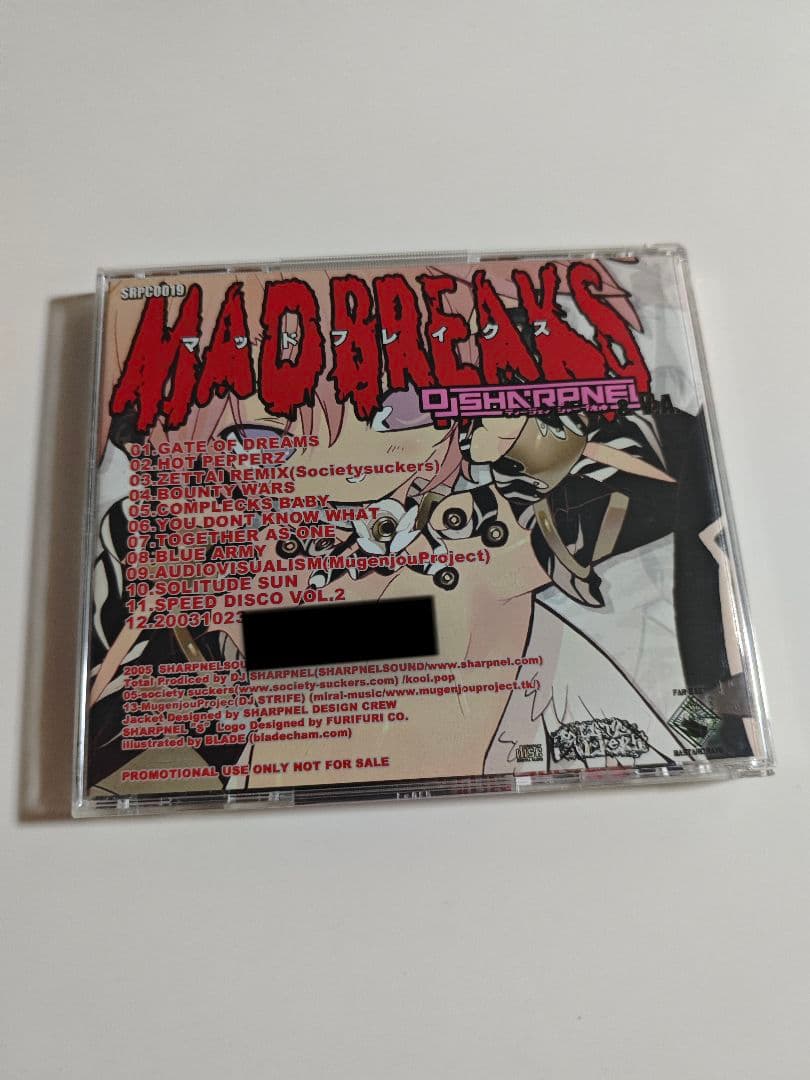 SRPC0019
MADBREAKS
マッドブレイクス
DJ SHARPNEL
01.GATE OF DREAMS
02.HOT PEPPERZ
03.ZETTAI REMIX(Societysuckers)
04.BOUNTY WARS
05.COMPLECKS BABY
06.YOU DONT KNOW WHAT
07.TOGETHER AS ONE
08.BLUE ARMY
09.AUDIOVISUALISM(MugenjouProject)
10.SOLITUDE SUN
11.SPEED DISCO VOL.2
12.20031023
2005 SHARPNELSOU
Total Produced by DJ SHARPNEL(SHARPNELSOUND/www.sharpnel.com)
05-society suckers(www.society-suckers.com) /kool.pop
13-MugenjouProjec(DJ STRIFE) (miral-music/www.mugenjouproject.tk/)
Jacket Designed by SHARPNEL DESIGN CREW
SHARPNEL "S" Logo Designed by FURIFURI CO.
illustrated by BLADE (bladecham.com)
PROMOTIONAL USE ONLY NOT FOR SALE